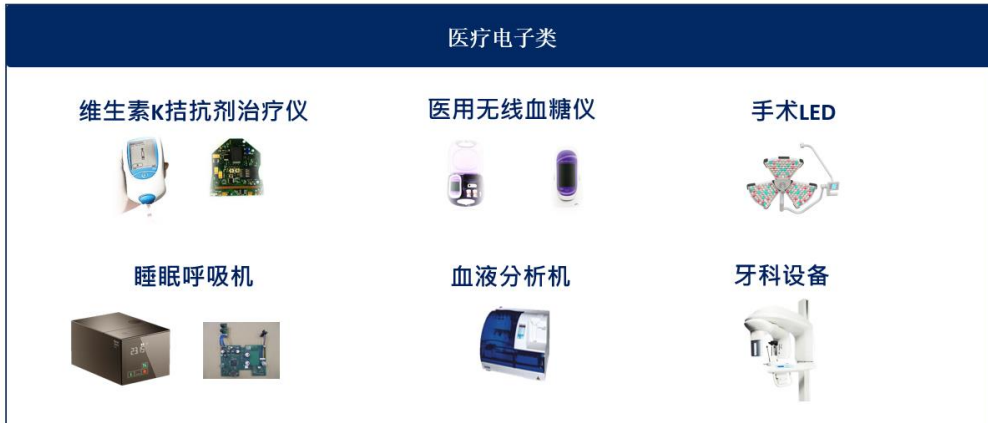 医疗电子类
维生素K拮抗剂治疗仪
医用无线血糖仪
手术LED
睡眠呼吸机
血液分析机
牙科设备